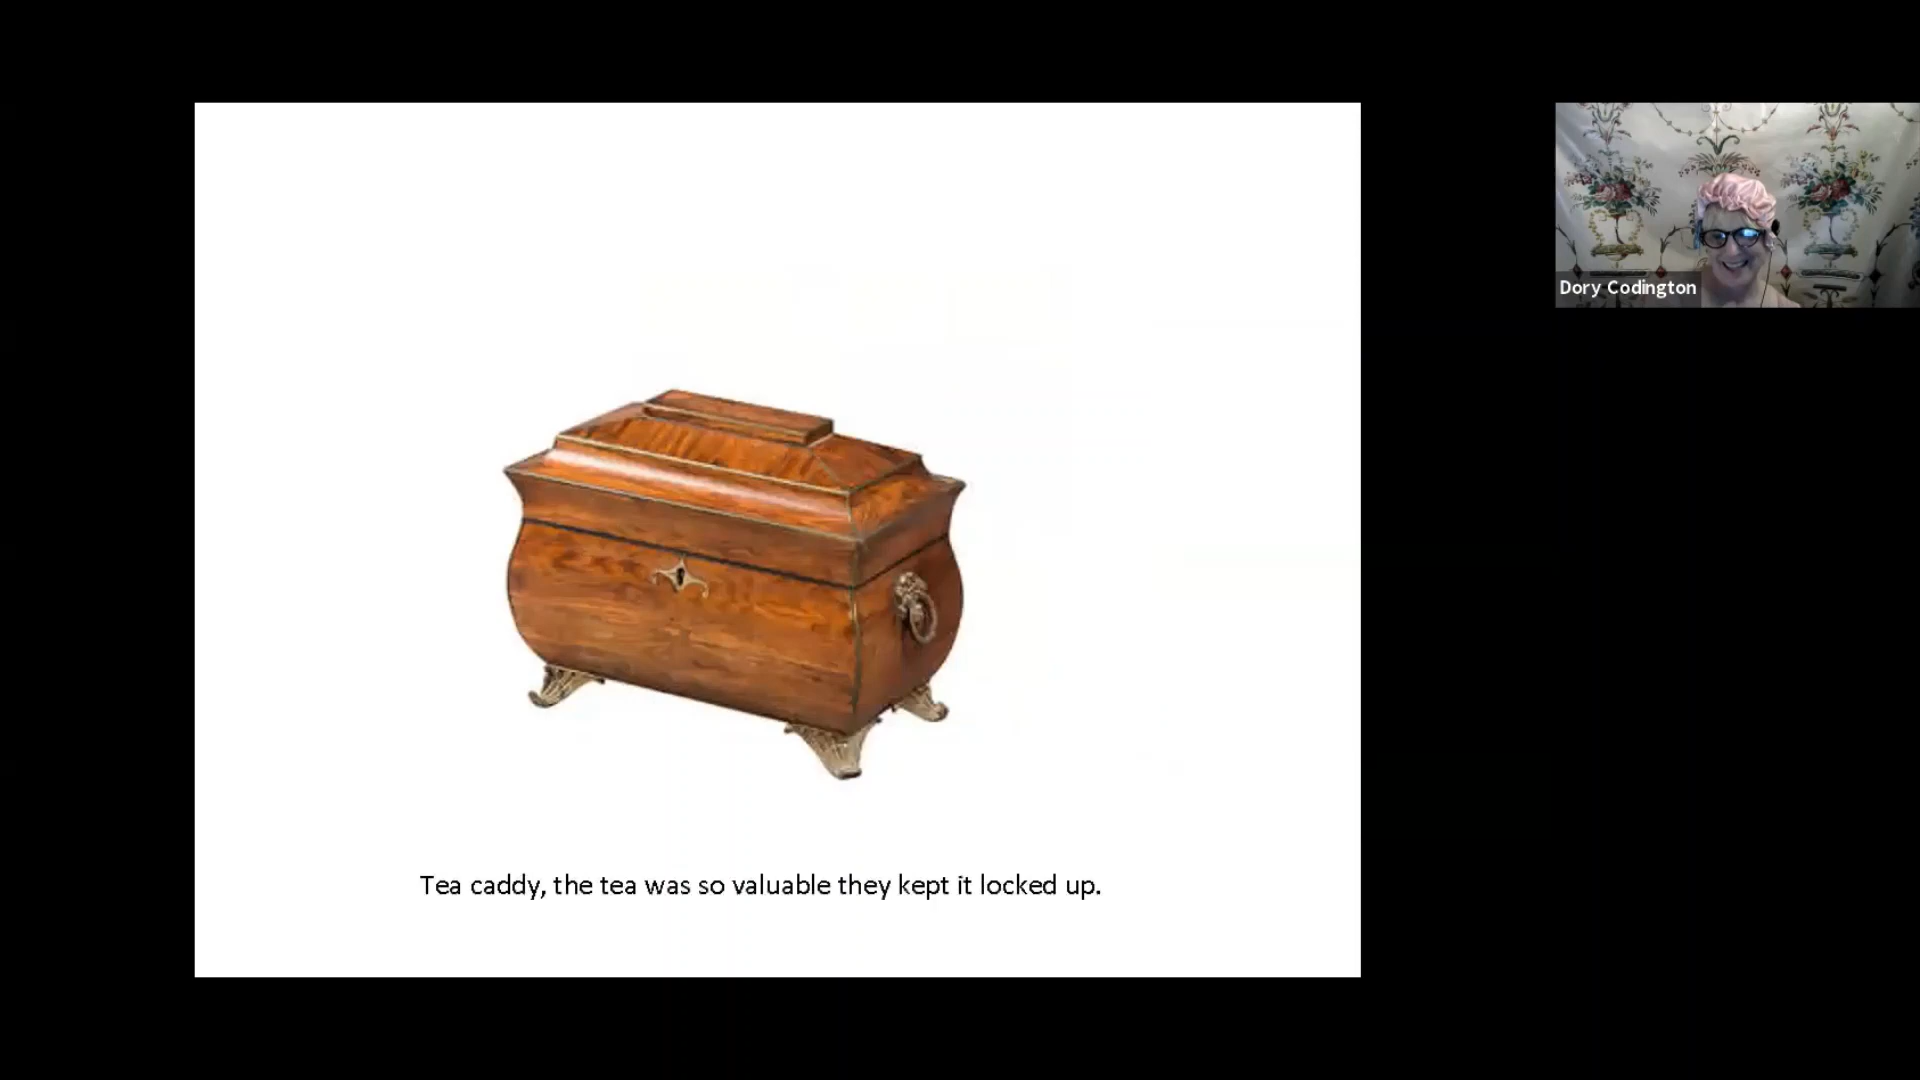 Dory Codington
Tea caddy, the tea was so valuable they kept it locked up.